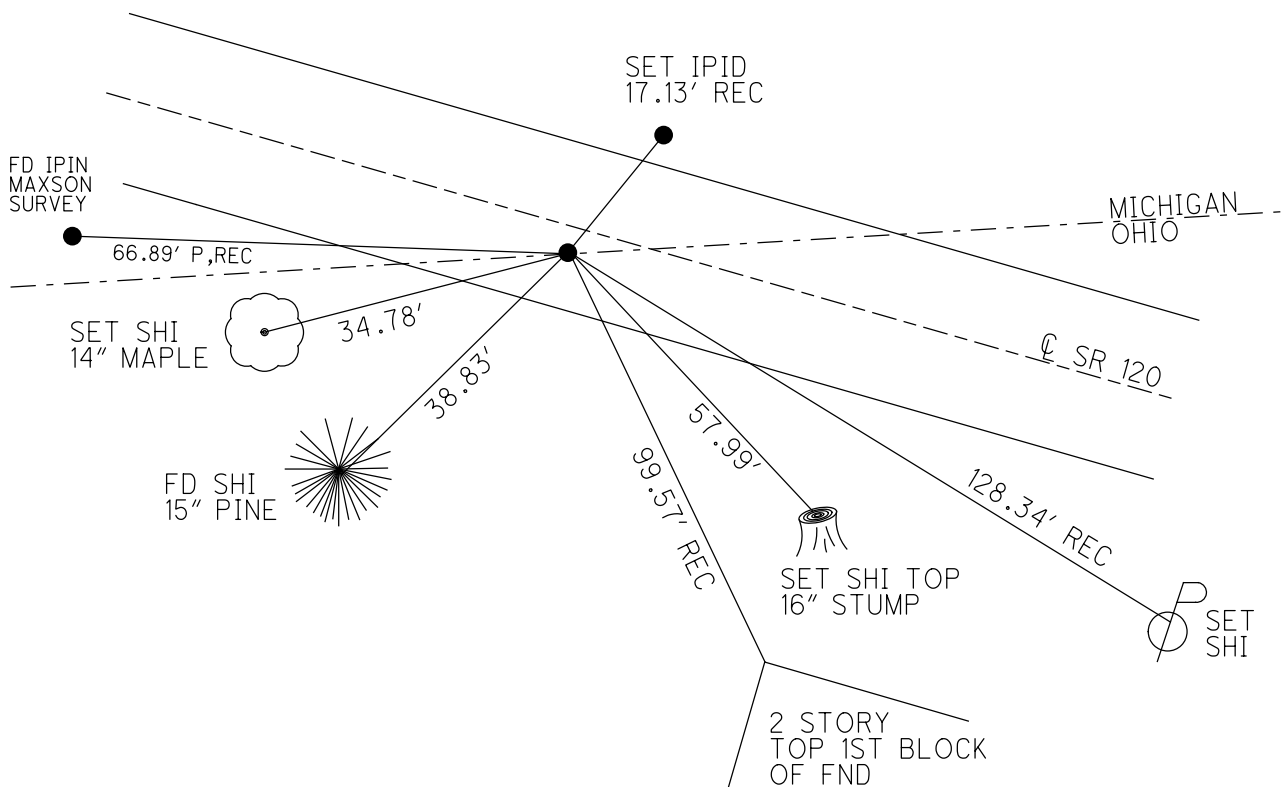 SET IPID
17.13' REC
FD IPIN
MAXSON
SURVEY
MICHIGAN
OHIO
66.89' P,REC
SET SHI
14" MAPLE
34.78'
℄ SR 120
38.83'
57.99'
99.57' REC
128.34' REC
FD SHI
15" PINE
SET SHI TOP
16" STUMP
P
SET
SHI
2 STORY
TOP 1ST BLOCK
OF FND